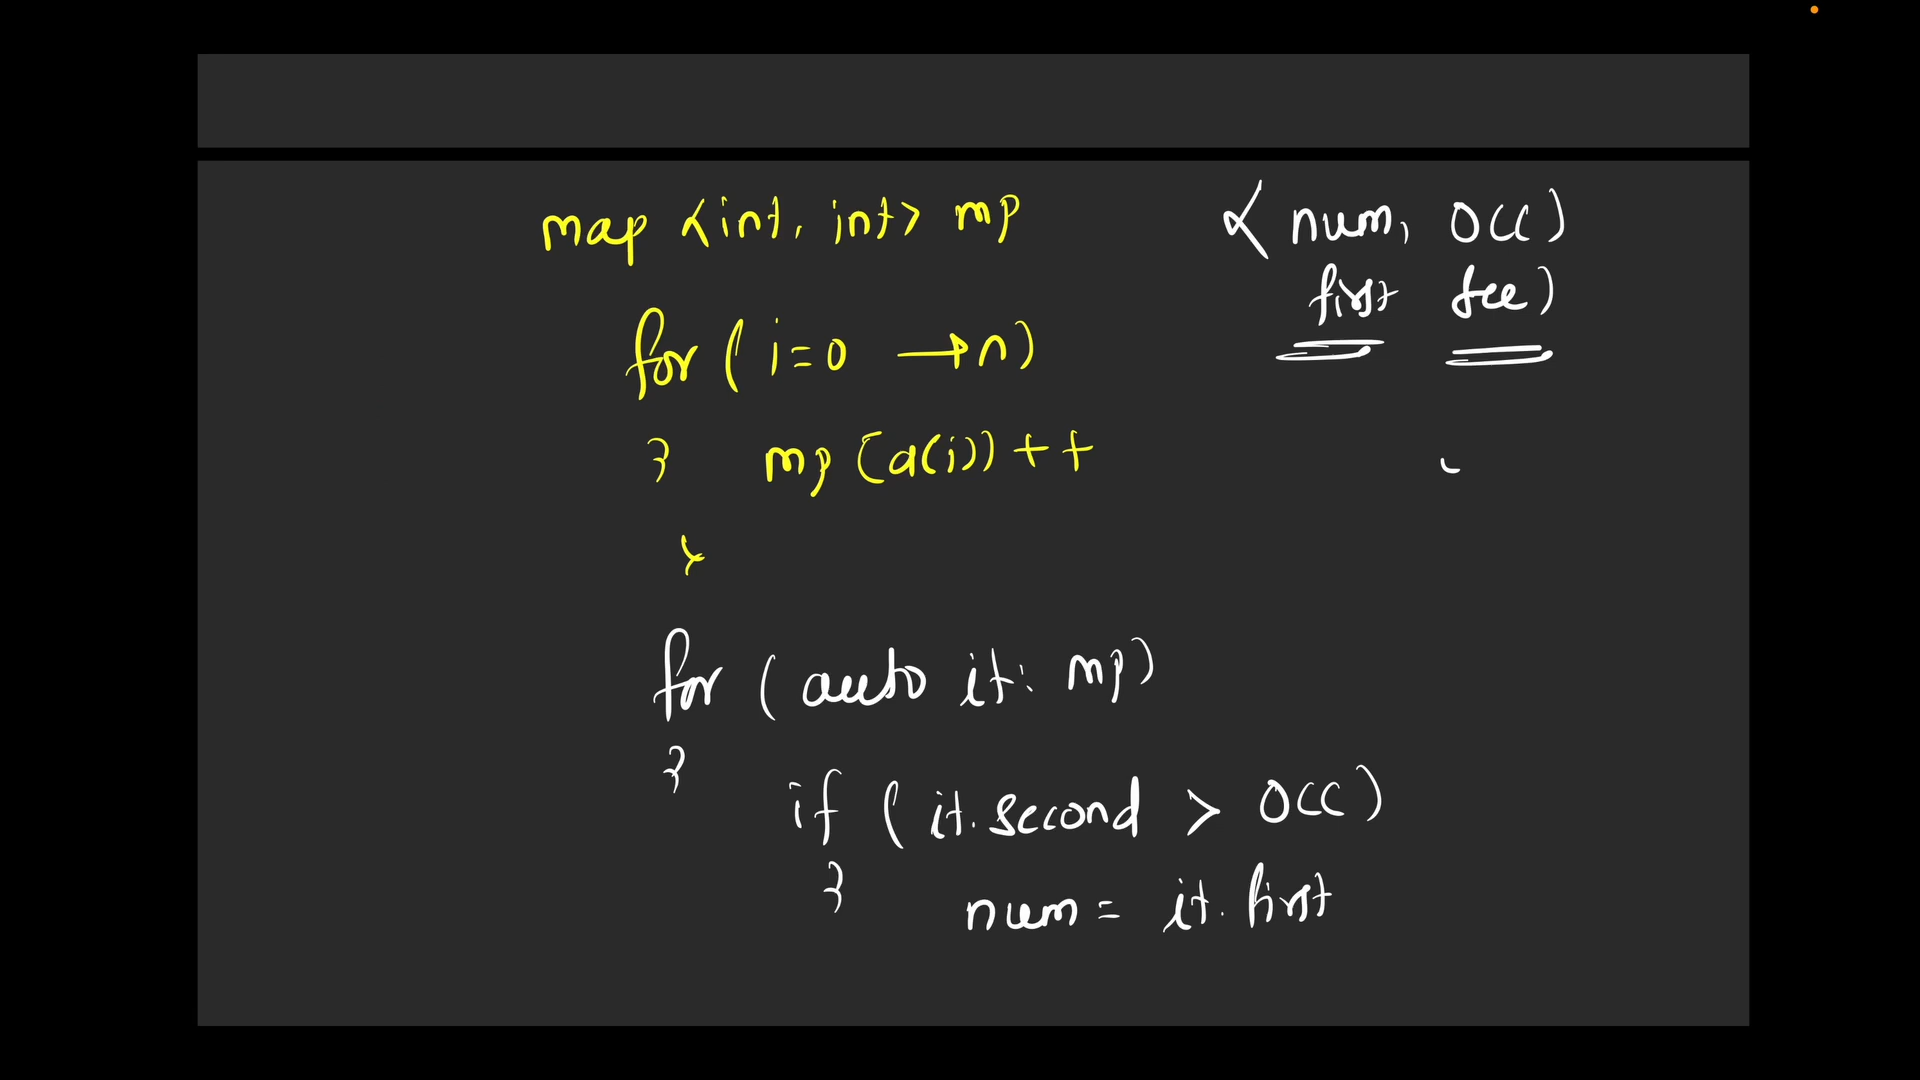 map <int, int> mp
< num, occ)
first sec)
for ( i=0 →n)
} mp [a(i)] ++
}
for ( auto it: mp)
}
if ( it.second > occ)
} num = it.first